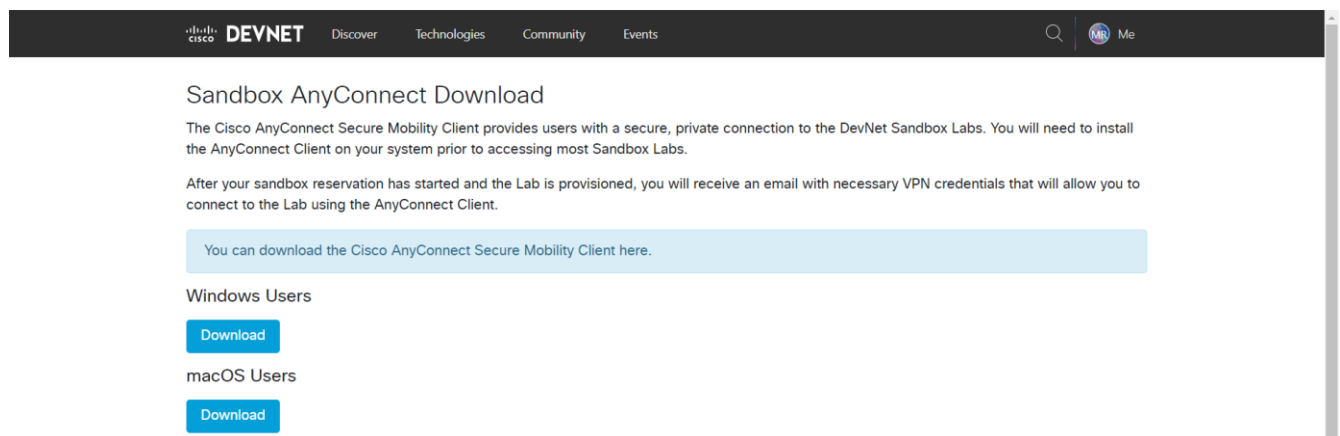 cisco DEVNET Discover Technologies Community Events MR Me
Sandbox AnyConnect Download
The Cisco AnyConnect Secure Mobility Client provides users with a secure, private connection to the DevNet Sandbox Labs. You will need to install
the AnyConnect Client on your system prior to accessing most Sandbox Labs.
After your sandbox reservation has started and the Lab is provisioned, you will receive an email with necessary VPN credentials that will allow you to
connect to the Lab using the AnyConnect Client.
You can download the Cisco AnyConnect Secure Mobility Client here.
Windows Users
Download
macOS Users
Download